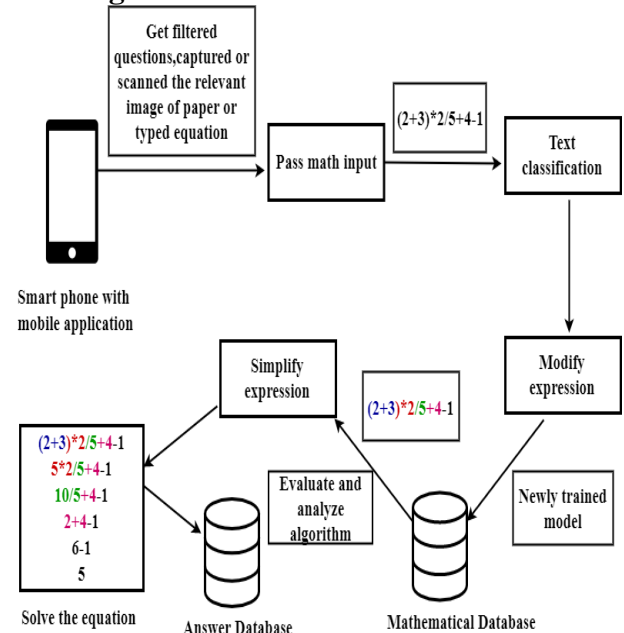 Get filtered
questions,captured or
scanned the relevant
image of paper or
typed equation
Pass math input
(2+3)*2/5+4-1
Text
classification
Smart phone with
mobile application
Modify
expression
Simplify
expression
(2+3)*2/5+4-1
Newly trained
model
Evaluate and
analyze
algorithm
(2+3)*2/5+4-1
5*2/5+4-1
10/5+4-1
2+4-1
6-1
5
Solve the equation
Answer Database
Mathematical Database